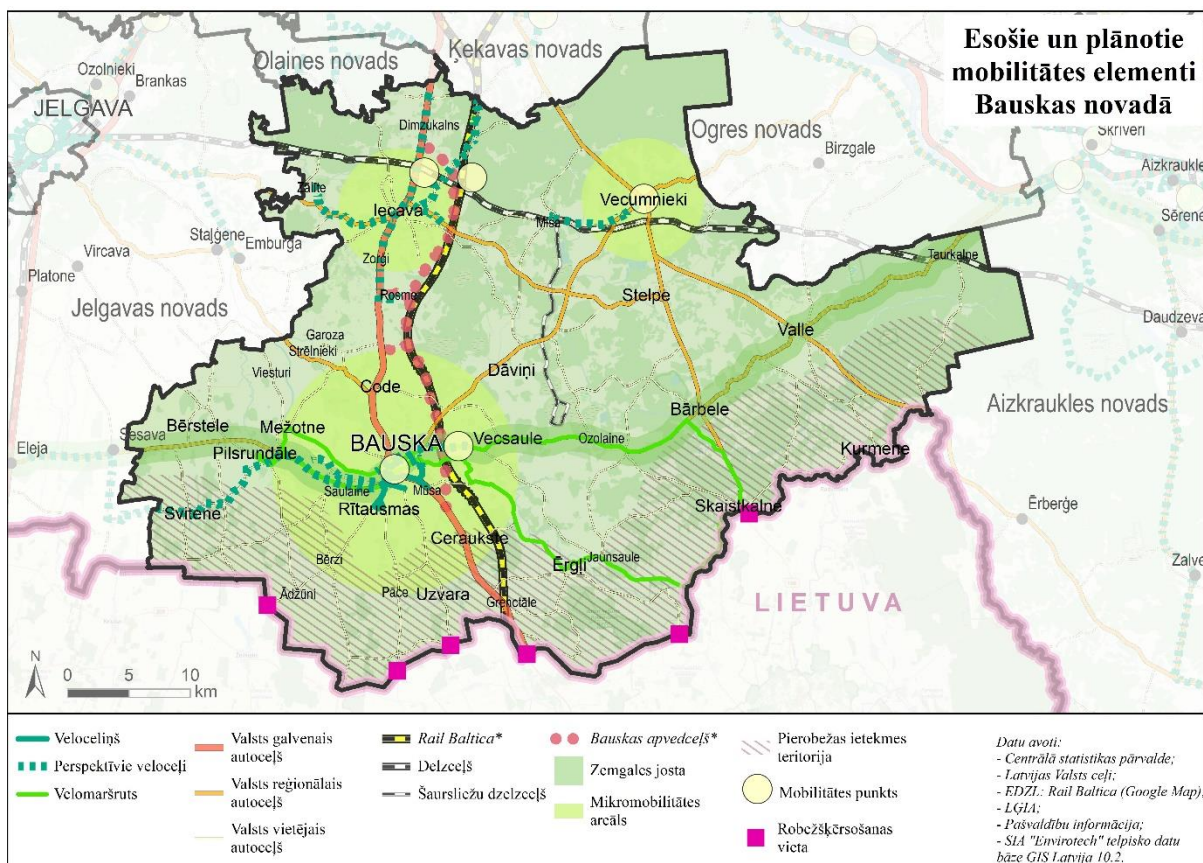 Esošie un plānotie
mobilitātes elementi
Bauskas novadā
Olaines novads
Ķekavas novads
Ozolnieki
Brankas
JELGAVA
Dimzukalns
Ogres novads
Birzgale
Skrīveri
Aizkraukle
Zālīte
Iecava
Vecumnieki
Misa
Sērene
Staļģene
Emburga
Vircava
Platone
Zorģi
Taurkalne
Jelgavas novads
Rosme
Stelpe
Valle
Daudzeva
Garoza
Strēlnieki
Viesturi
Code
Dāviņi
Bārbele
Aizkraukles novads
Bērstele
Mežotne
Eleja
Sesava
Pilsrundāle
BAUSKA
Vecsaule
Ozolaine
Kurmene
Saulaine
Mūsa
Svitene
Rītausmas
Skaistkalne
Ērberģe
Ceraukste
Bērzi
Ērgļi
Jaunsaule
Zalve
Ādžūni
Pāce
Uzvara
Grenctāle
LIETUVA
N
0 5 10
km
Veloceliņš
Perspektīvie veloceļi
Velomaršruts
Valsts galvenais
autoceļš
Valsts reģionālais
autoceļš
Valsts vietējais
autoceļš
Rail Baltica*
Dzelzceļš
Šaursliežu dzelzceļš
Bauskas apvedceļš*
Zemgales josta
Mikromobilitātes
areāls
Pierobežas ietekmes
teritorija
Mobilitātes punkts
Robežšķērsošanas
vieta
Datu avoti:
- Centrālā statistikas pārvalde;
- Latvijas Valsts ceļi;
- EDZL: Rail Baltica (Google Map);
- LĢIA;
- Pašvaldību informācija;
- SIA "Envirotech" telpisko datu
bāze GIS Latvija 10.2.